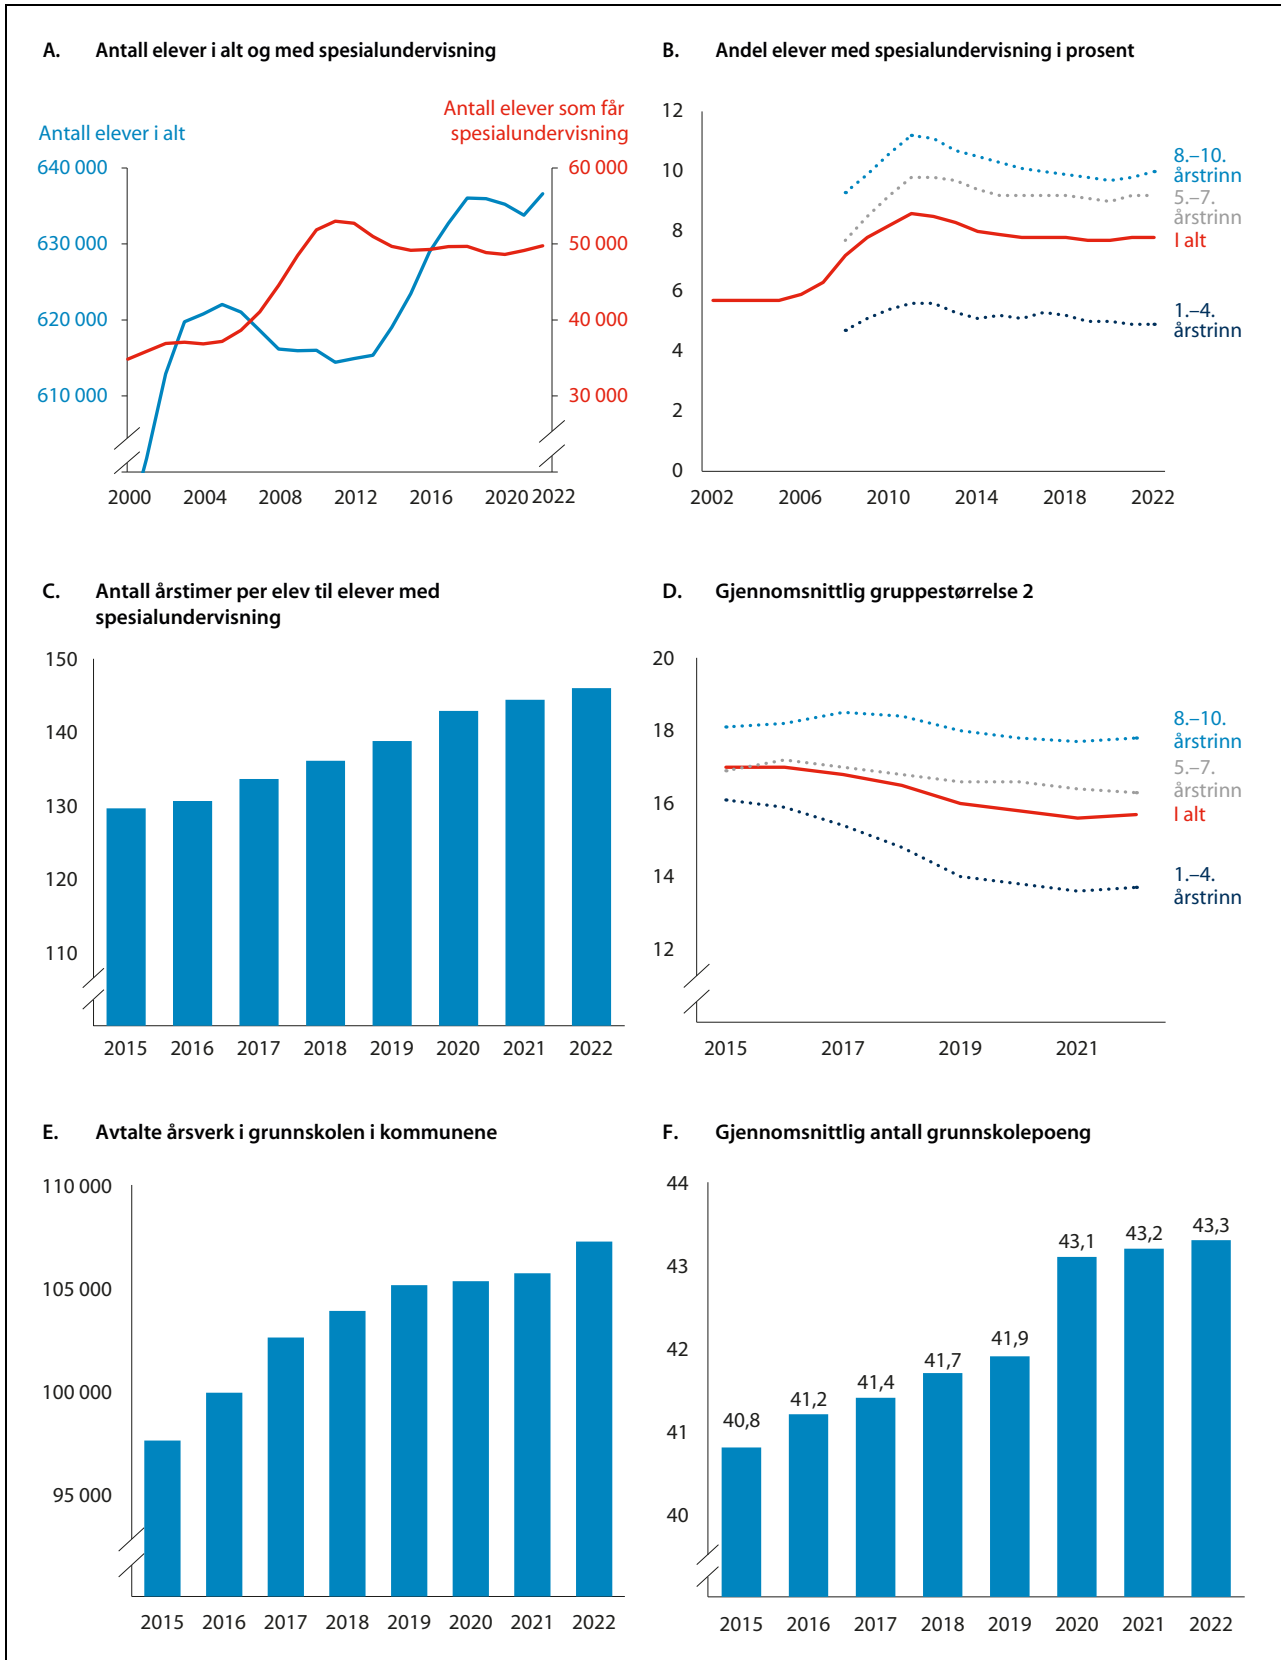 A. Antall elever i alt og med spesialundervisning
Antall elever i alt
Antall elever som får
spesialundervisning
640 000
630 000
620 000
610 000
60 000
50 000
40 000
30 000
2000 2004 2008 2012 2016 2020 2022
B. Andel elever med spesialundervisning i prosent
12
10
8
6
4
2
0
8.–10.
årstrinn
5.–7.
årstrinn
I alt
1.–4.
årstrinn
2002 2006 2010 2014 2018 2022
C. Antall årstimer per elev til elever med
spesialundervisning
150
140
130
120
110
2015 2016 2017 2018 2019 2020 2021 2022
D. Gjennomsnittlig gruppestørrelse 2
20
18
16
14
12
8.–10.
årstrinn
5.–7.
årstrinn
I alt
1.–4.
årstrinn
2015 2017 2019 2021
E. Avtalte årsverk i grunnskolen i kommunene
110 000
105 000
100 000
95 000
2015 2016 2017 2018 2019 2020 2021 2022
F. Gjennomsnittlig antall grunnskolepoeng
44
43
42
41
40
40,8 41,2 41,4 41,7 41,9 43,1 43,2 43,3
2015 2016 2017 2018 2019 2020 2021 2022